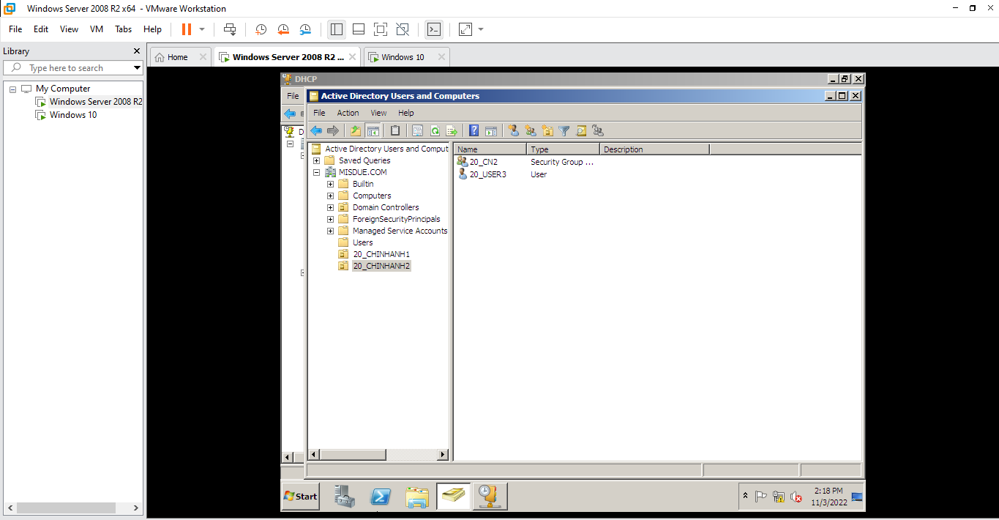 Windows Server 2008 R2 x64 - VMware Workstation
File Edit View VM Tabs Help
Library
Type here to search
My Computer
Windows Server 2008 R2
Windows 10
Home
Windows Server 2008 R2 ...
Windows 10
DHCP
File
D
Active Directory Users and Computers
File Action View Help
Active Directory Users and Comput
Saved Queries
MISDUE.COM
Builtin
Computers
Domain Controllers
ForeignSecurityPrincipals
Managed Service Accounts
Users
20_CHINHANH1
20_CHINHANH2
Name Type Description
20_CN2 Security Group ...
20_USER3 User
Start
2:18 PM
11/3/2022